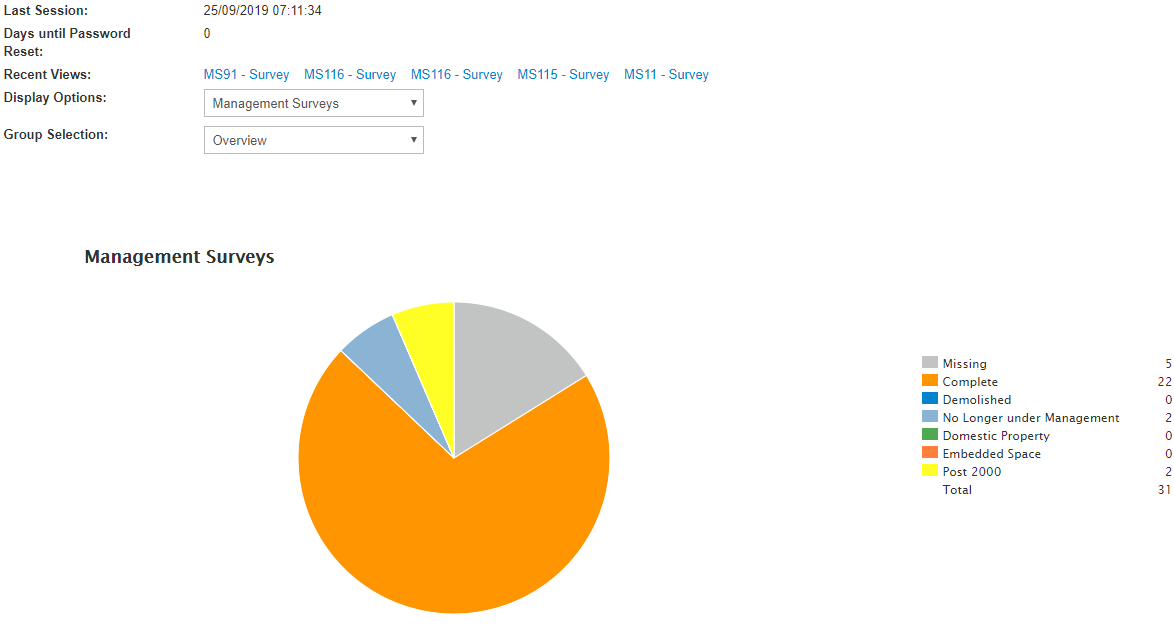 Last Session: 25/09/2019 07:11:34
Days until Password 0
Reset:
Recent Views: MS91 - Survey MS116 - Survey MS116 - Survey MS115 - Survey MS11 - Survey
Display Options: Management Surveys
Group Selection: Overview
Management Surveys
Missing 5
Complete 22
Demolished 0
No Longer under Management 2
Domestic Property 0
Embedded Space 0
Post 2000 2
Total 31